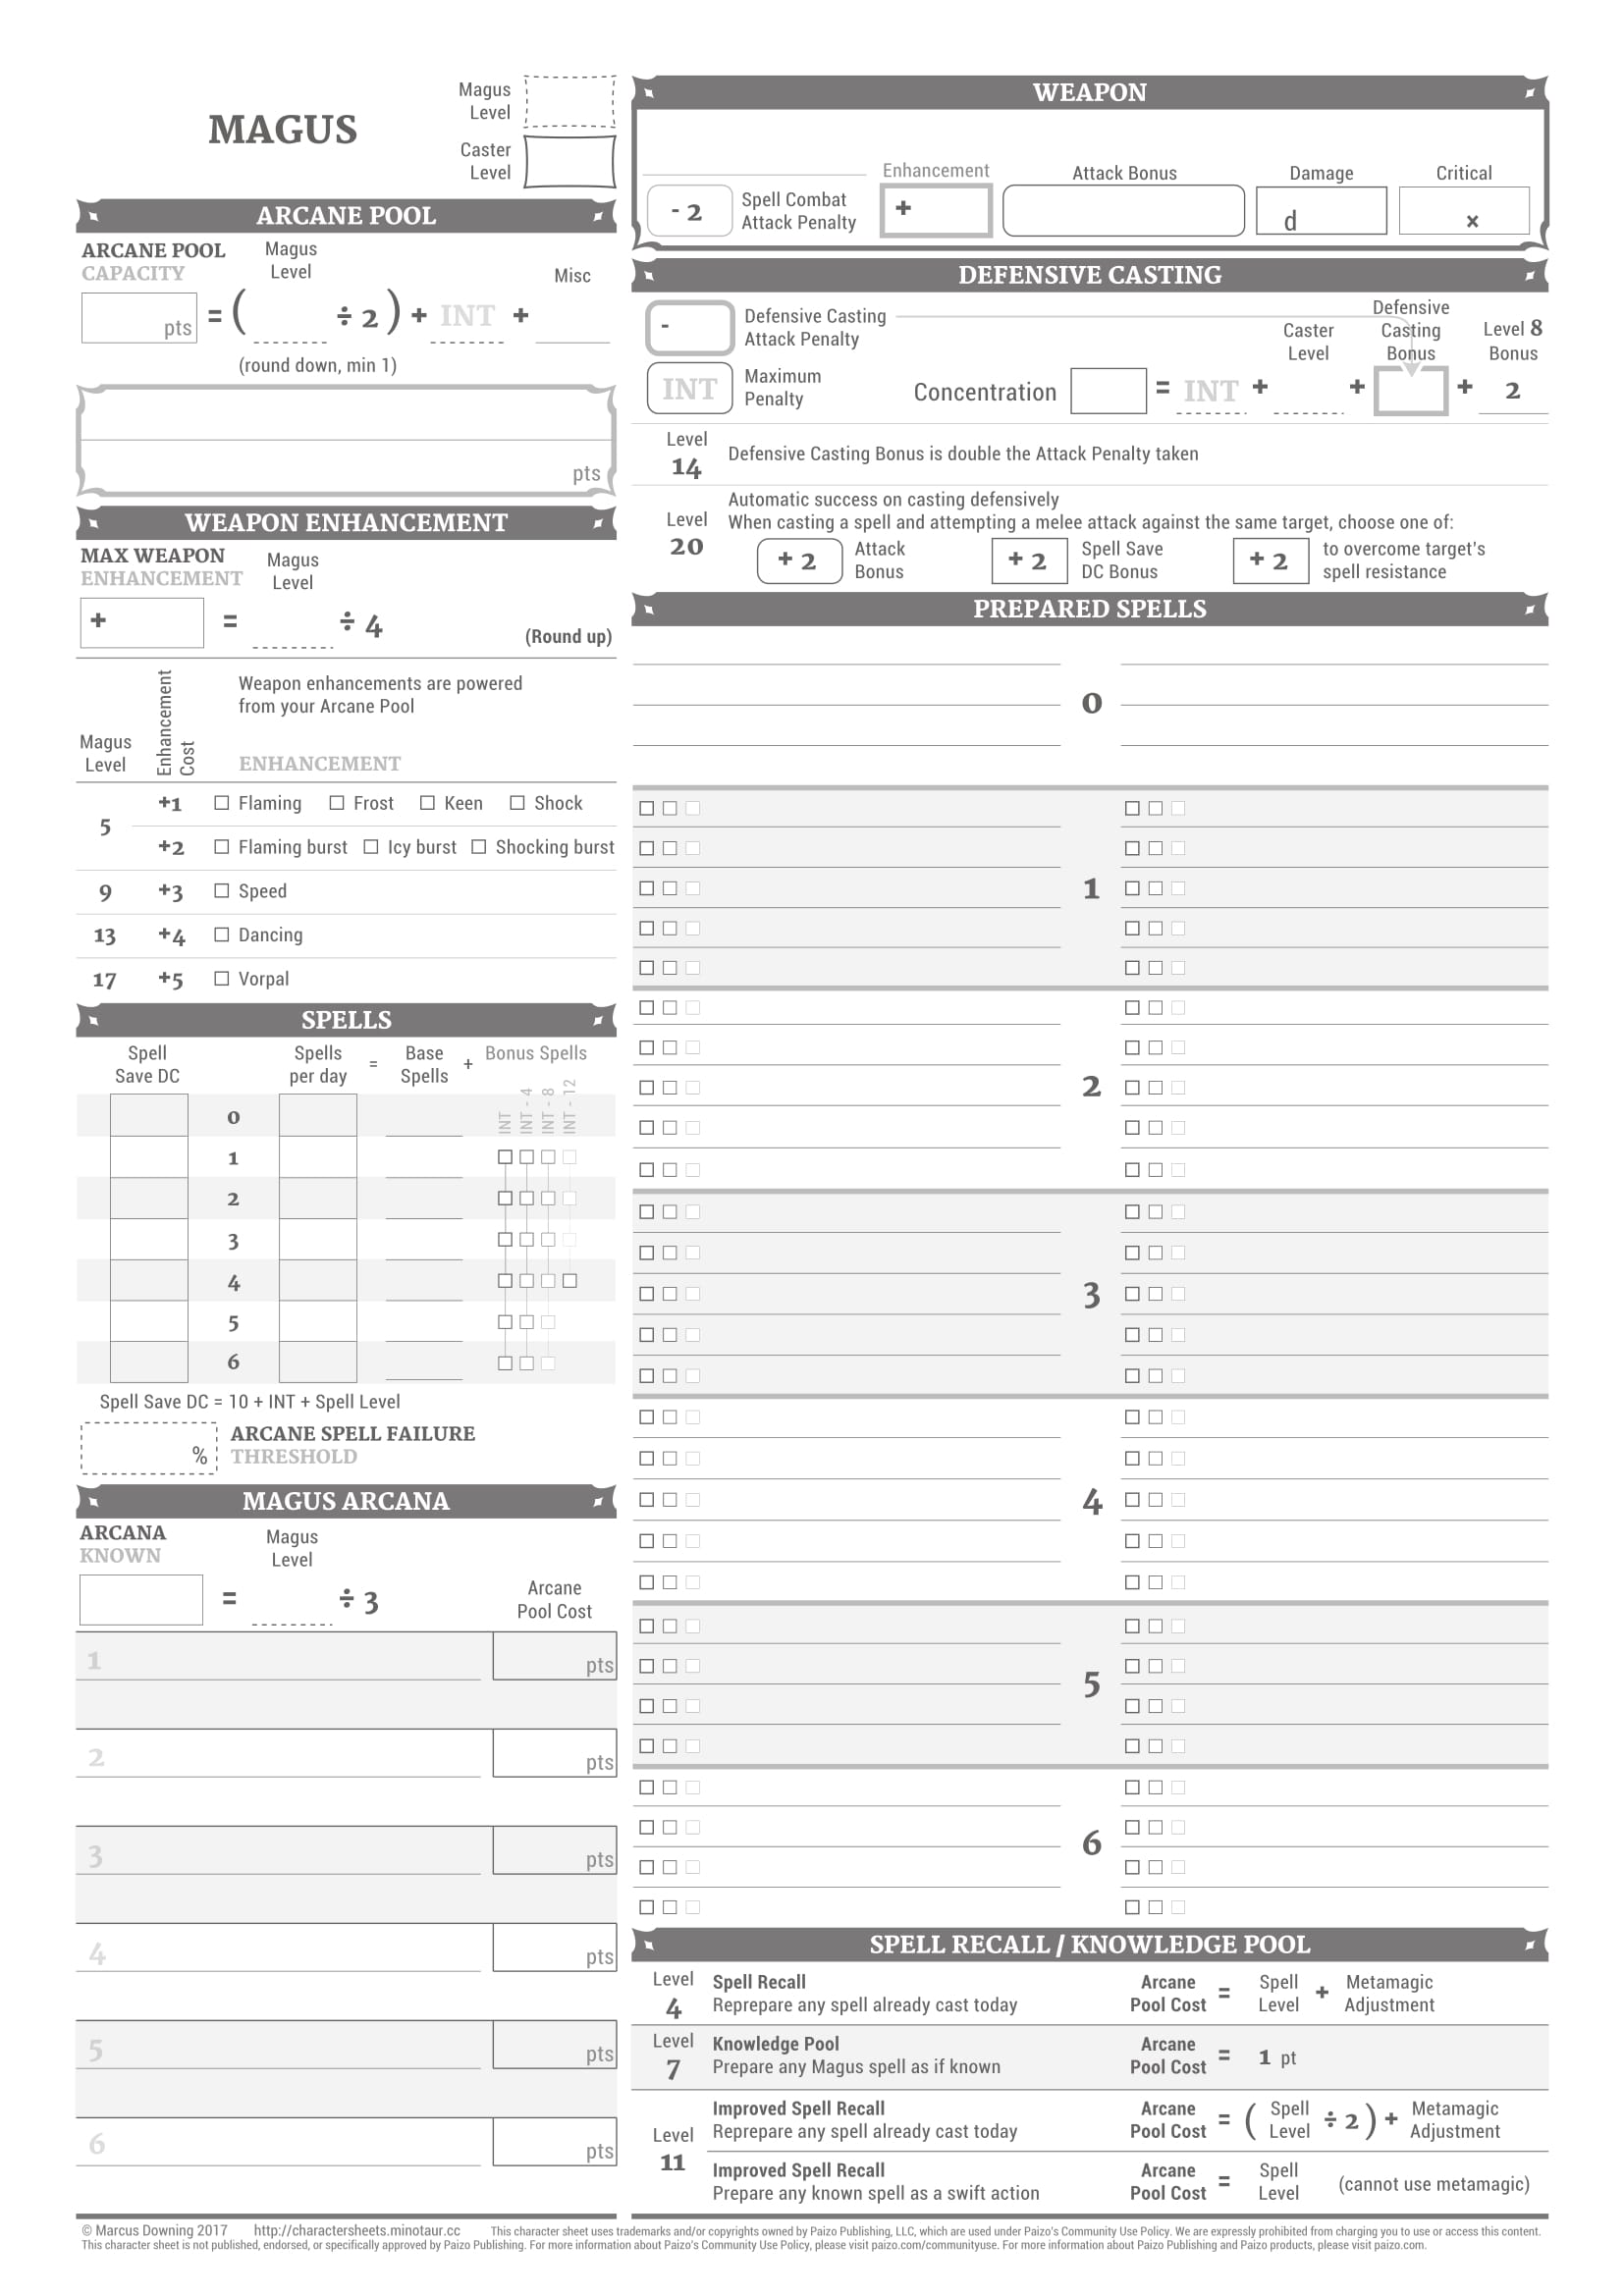 MAGUS
Magus
Level
Caster
Level
ARCANE POOL
ARCANE POOL
CAPACITY
Magus
Level
Misc
pts = ( ÷ 2 ) + INT +
(round down, min 1)
pts
WEAPON ENHANCEMENT
MAX WEAPON
ENHANCEMENT
Magus
Level
+ = ÷ 4 (Round up)
Magus
Level
Enhancement
Cost
Weapon enhancements are powered
from your Arcane Pool
ENHANCEMENT
5
+1 Flaming Frost Keen Shock
+2 Flaming burst Icy burst Shocking burst
9 +3 Speed
13 +4 Dancing
17 +5 Vorpal
SPELLS
Spell
Save DC
Spells
per day
=
Base
Spells
+
Bonus Spells
INT
INT - 4
INT - 8
INT - 12
0
1
2
3
4
5
6
Spell Save DC = 10 + INT + Spell Level
%
ARCANE SPELL FAILURE
THRESHOLD
MAGUS ARCANA
ARCANA
KNOWN
Magus
Level
= ÷ 3
Arcane
Pool Cost
1 pts
2 pts
3 pts
4 pts
5 pts
6 pts
WEAPON
- 2
Spell Combat
Attack Penalty
Enhancement
+
Attack Bonus
Damage
d
Critical
×
DEFENSIVE CASTING
-
Defensive Casting
Attack Penalty
INT
Maximum
Penalty
Caster
Level
Defensive
Casting
Bonus
Level 8
Bonus
Concentration = INT + + + 2
Level
14
Defensive Casting Bonus is double the Attack Penalty taken
Level
20
Automatic success on casting defensively
When casting a spell and attempting a melee attack against the same target, choose one of:
+ 2
Attack
Bonus
+ 2
Spell Save
DC Bonus
+ 2
to overcome target's
spell resistance
PREPARED SPELLS
0
1
2
3
4
5
6
SPELL RECALL / KNOWLEDGE POOL
Level
4
Spell Recall
Reprepare any spell already cast today
Arcane
Pool Cost
=
Spell
Level
+
Metamagic
Adjustment
Level
7
Knowledge Pool
Prepare any Magus spell as if known
Arcane
Pool Cost
= 1 pt
Level
11
Improved Spell Recall
Reprepare any spell already cast today
Arcane
Pool Cost
= (
Spell
Level
÷ 2 ) +
Metamagic
Adjustment
Improved Spell Recall
Prepare any known spell as a swift action
Arcane
Pool Cost
=
Spell
Level
(cannot use metamagic)
© Marcus Downing 2017 http://charactersheets.minotaur.cc This character sheet uses trademarks and/or copyrights owned by Paizo Publishing, LLC, which are used under Paizo's Community Use Policy. We are expressly prohibited from charging you to use or access this content.
This character sheet is not published, endorsed, or specifically approved by Paizo Publishing. For more information about Paizo's Community Use Policy, please visit paizo.com/communityuse. For more information about Paizo Publishing and Paizo products, please visit paizo.com.